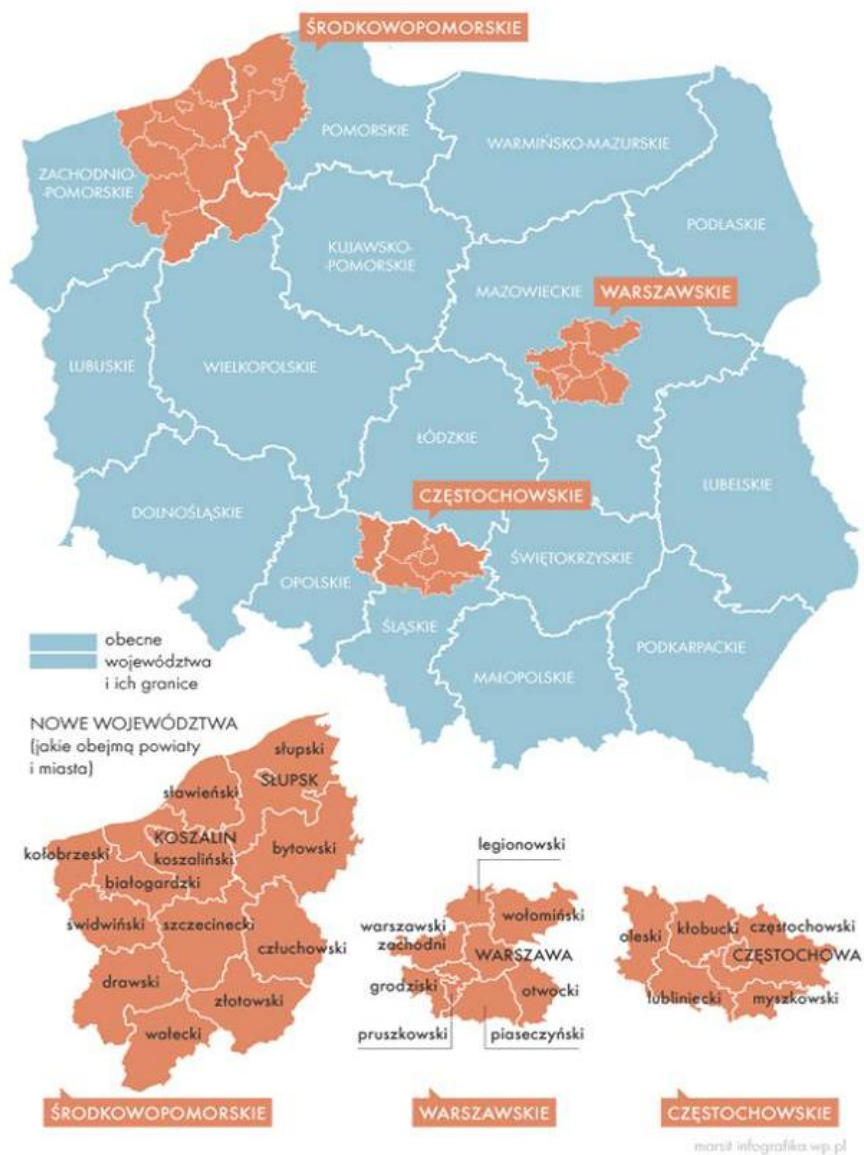 ŚRODKOWOPOMORSKIE
POMORSKIE
WARMIŃSKO-MAZURSKIE
ZACHODNIO-
-POMORSKIE
PODLASKIE
KUJAWSKO-
-POMORSKIE
MAZOWIECKIE
WARSZAWSKIE
LUBUSKIE
WIELKOPOLSKIE
ŁÓDZKIE
LUBELSKIE
CZĘSTOCHOWSKIE
DOLNOŚLĄSKIE
ŚWIĘTOKRZYSKIE
OPOLSKIE
ŚLĄSKIE
PODKARPACKIE
MAŁOPOLSKIE
obecne
województwa
i ich granice
NOWE WOJEWÓDZTWA
(jakie obejmą powiaty
i miasta)
słupski
SŁUPSK
sławieński
KOSZALIN
kołobrzeski
koszaliński
bytowski
białogardzki
świdwiński
szczecinecki
człuchowski
drawski
złotowski
wałecki
ŚRODKOWOPOMORSKIE
legionowski
wołomiński
warszawski
zachodni
WARSZAWA
grodziski
otwocki
pruszkowski
piaseczyński
WARSZAWSKIE
oleski
kłobucki
częstochowski
CZĘSTOCHOWA
lubliniecki
myszkowski
CZĘSTOCHOWSKIE
marsit infografika.wp.pl